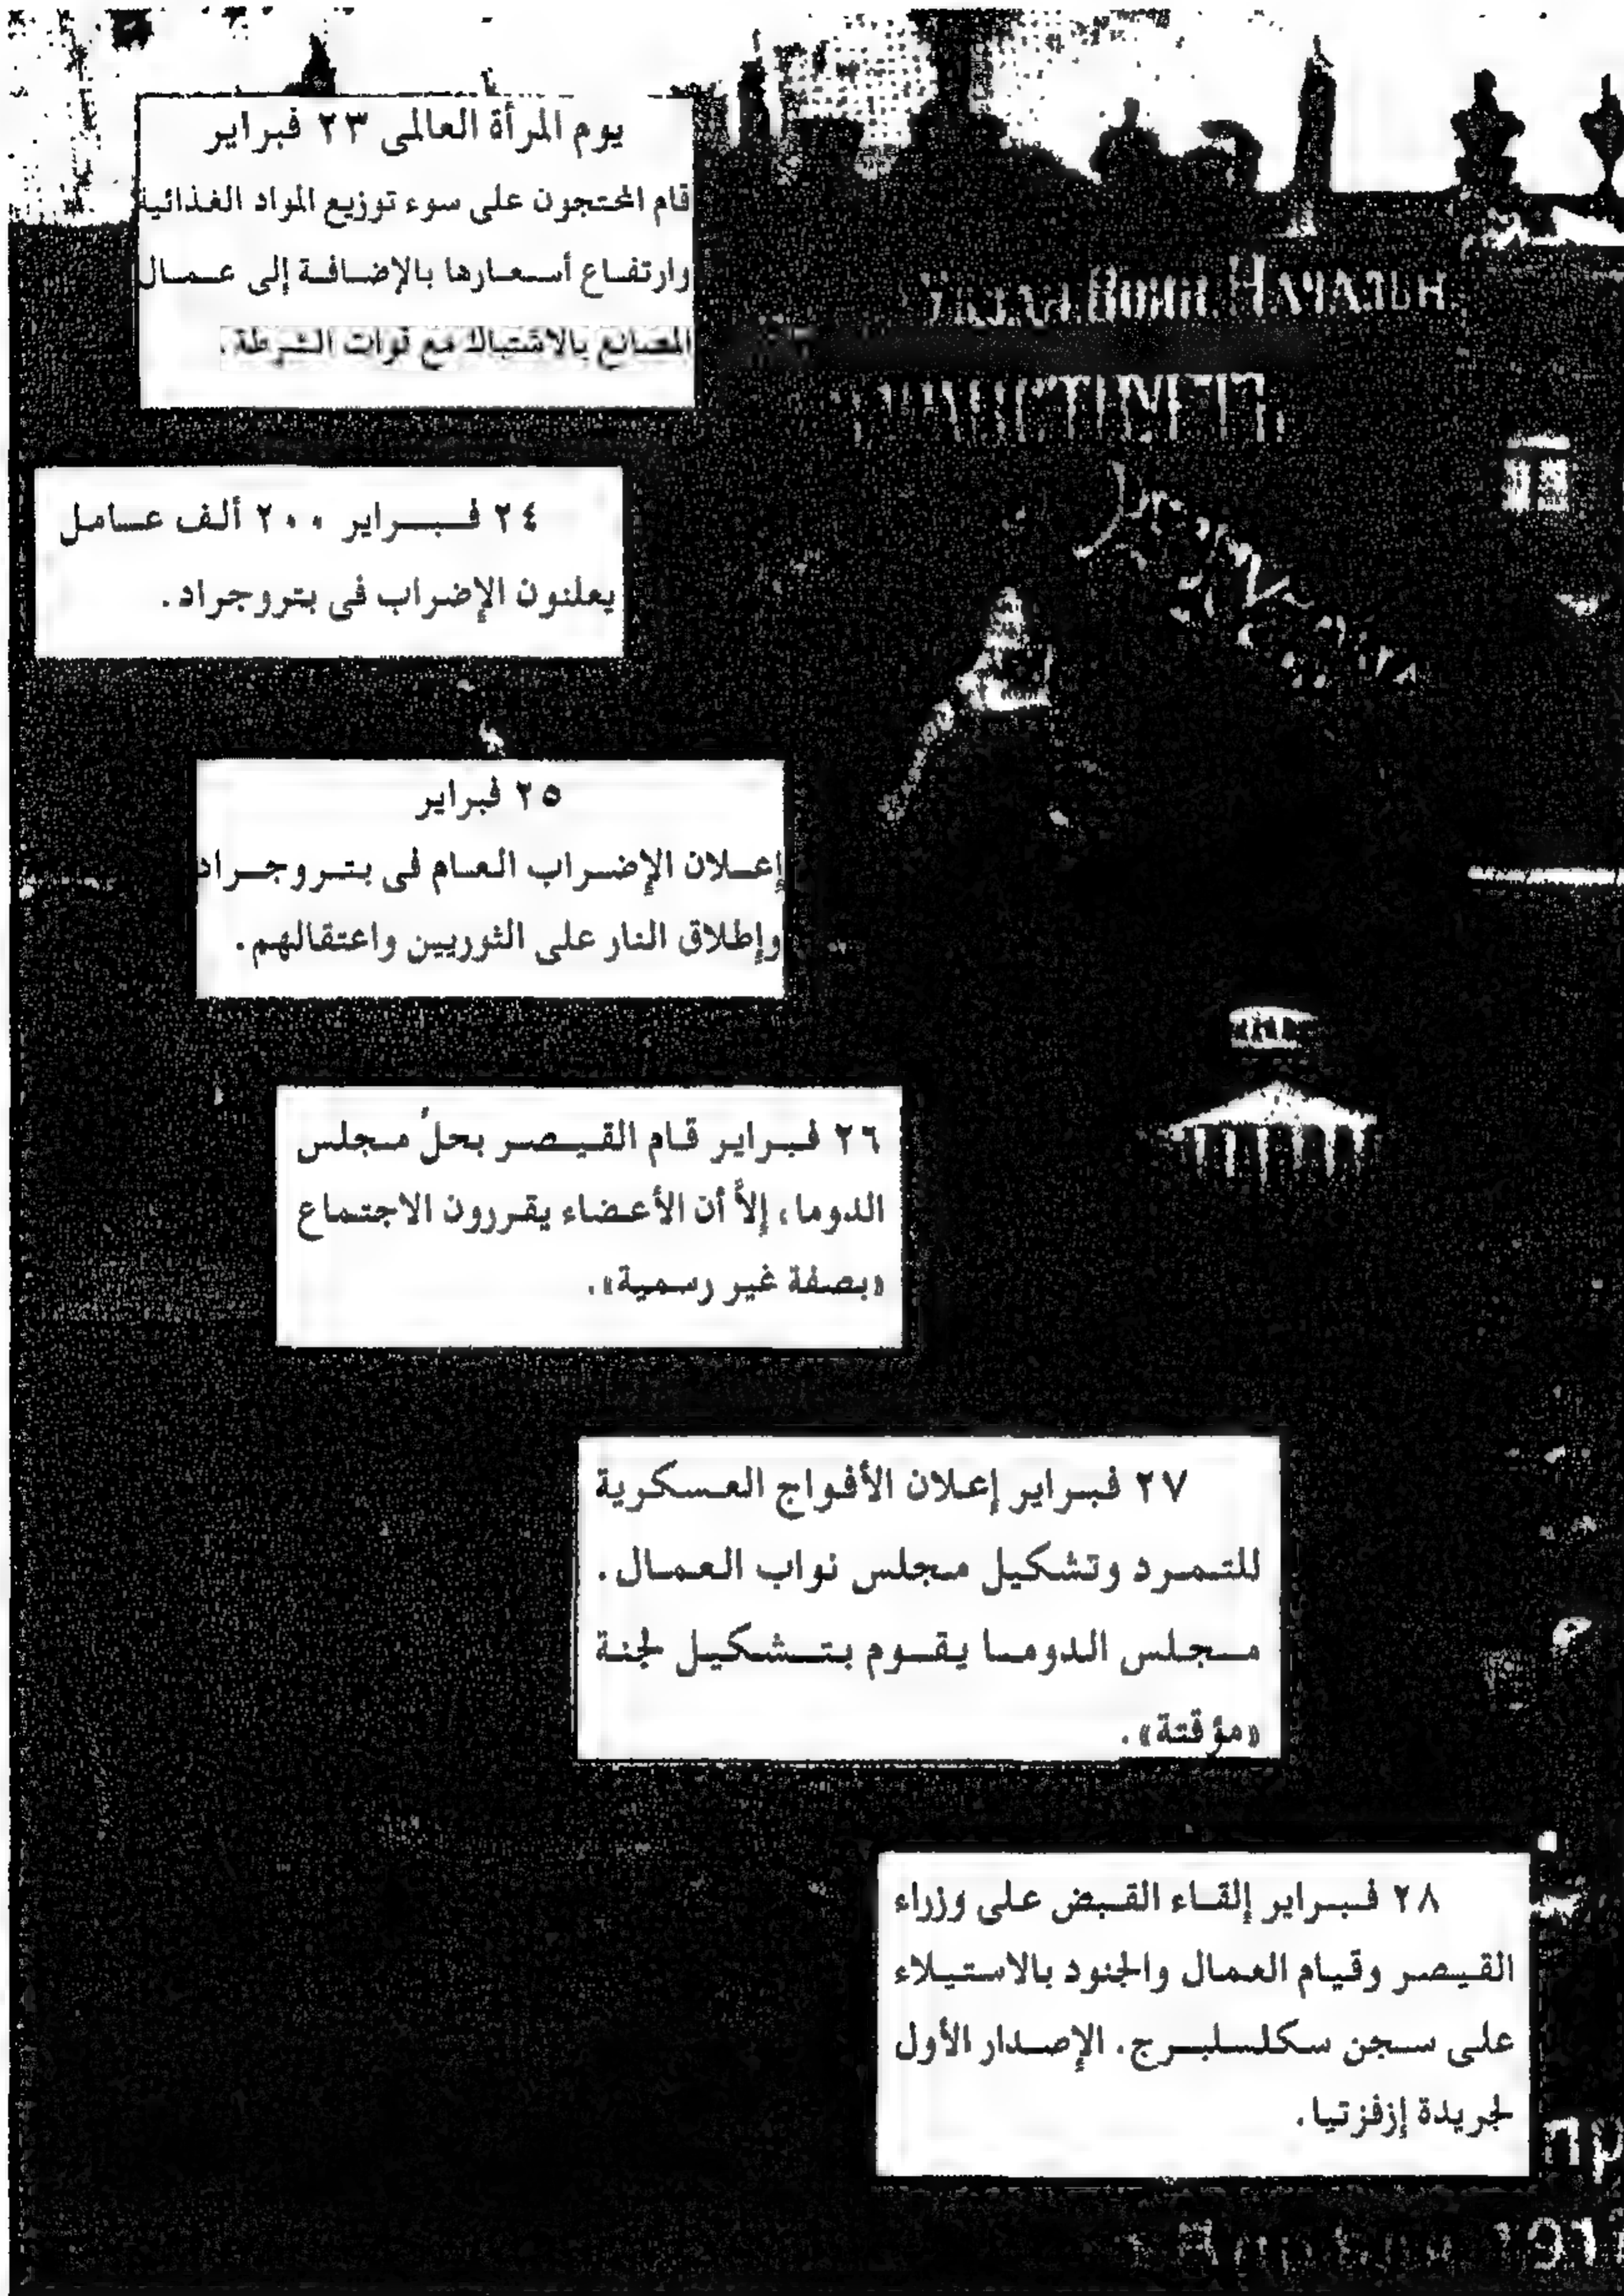 يوم المرأة العالمى ٢٣ فبراير
قام المحتجون على سوء توزيع المواد الغذائية
وارتفاع أسعارها بالإضافة إلى عمال
المصانع بالاشتباك مع قوات الشرطة.
٢٤ فبراير ٢٠٠ ألف عامل
يعلنون الإضراب فى بتروجراد.
٢٥ فبراير
إعلان الإضراب العام فى بتروجراد
وإطلاق النار على الثوريين واعتقالهم.
٢٦ فبراير قام القيصر بحلّ مجلس
الدوما، إلاَّ أن الأعضاء يقررون الاجتماع
«بصفة غير رسمية».
٢٧ فبراير إعلان الأفواج العسكرية
للتمرد وتشكيل مجلس نواب العمال.
مجلس الدوما يقوم بتشكيل لجنة
«مؤقتة».
٢٨ فبراير إلقاء القبض على وزراء
القيصر وقيام العمال والجنود بالاستيلاء
على سجن سكلسلبرج. الإصدار الأول
لجريدة إزفزتيا.